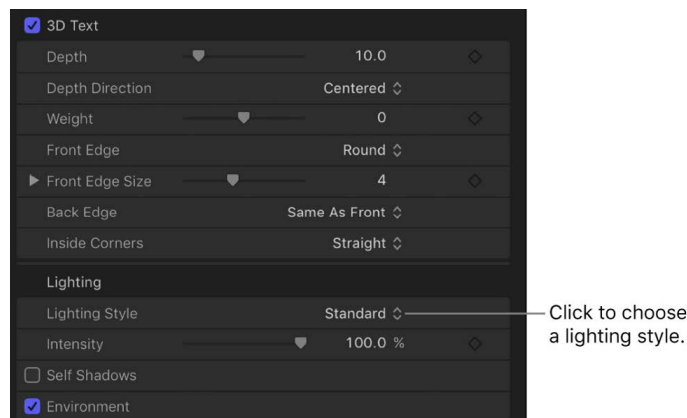 3D Text
Depth 10.0
Depth Direction Centered
Weight 0
Front Edge Round
Front Edge Size 4
Back Edge Same As Front
Inside Corners Straight
Lighting
Lighting Style Standard
Click to choose
a lighting style.
Intensity 100.0 %
Self Shadows
Environment